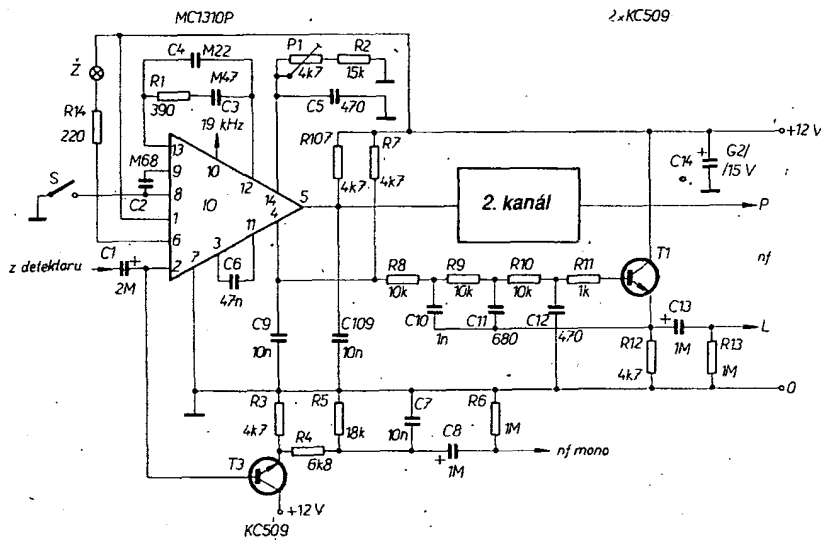 MC1310P
2xKC509
C4
M22
P1
4k7
R2
15k
Ž
R1
390
M47
C3
C5
470
R14
220
19 kHz
R107
4k7
R7
4k7
+12 V
C14
+
G2/
/15 V
13
10
12
M68
C2
9
8
S
IO
14
5
4
2. kanál
P
1
6
11
C1
+
z detektoru
2
2M
7
3
C6
47n
R8
10k
R9
10k
R10
10k
R11
1k
T1
nf
C9
10n
C109
10n
C10
1n
C11
680
C12
470
C13
+
1M
L
R12
4k7
R13
1M
0
R3
4k7
R5
18k
C7
10n
R6
1M
R4
6k8
C8
+
1M
nf mono
T3
+12 V
KC509